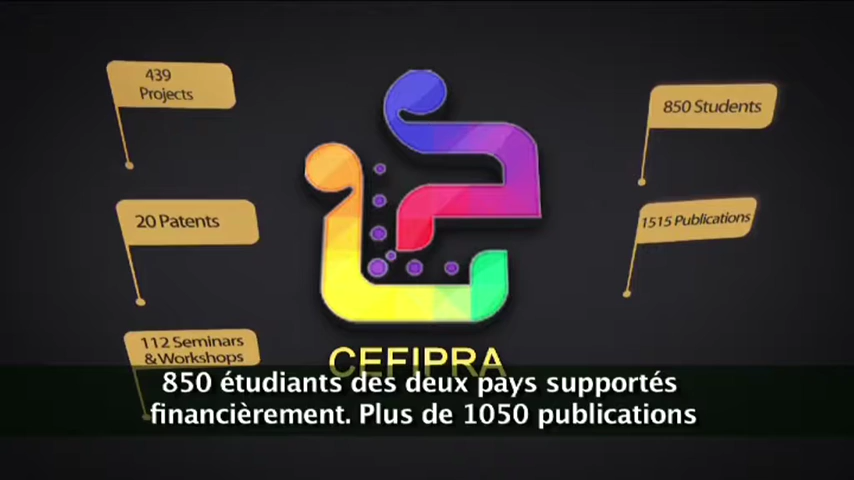 439
Projects
850 Students
20 Patents
1515 Publications
112 Seminars
& Workshops
CEFIPRA
850 étudiants des deux pays supportés
financièrement. Plus de 1050 publications